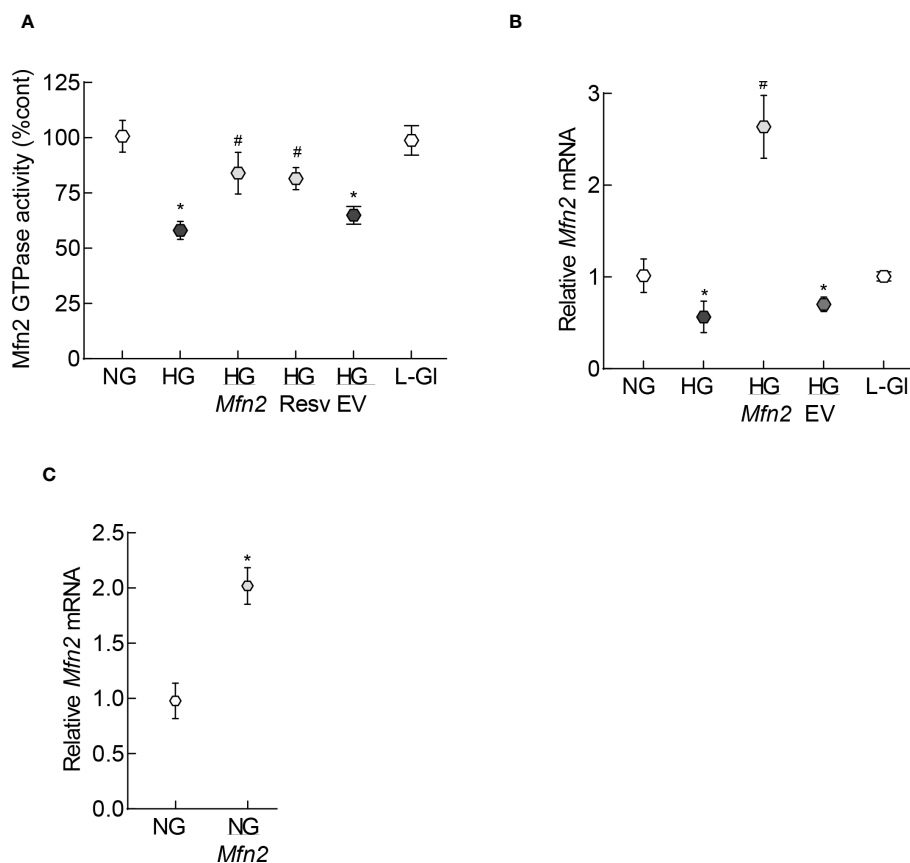 A
Mfn2 GTPase activity (%cont)
125
100
75
50
25
0
*
#
#
*
NG HG HG HG HG L-Gl
Mfn2 Resv EV
B
Relative Mfn2 mRNA
3
2
1
0
*
#
*
NG HG HG HG L-Gl
Mfn2 EV
C
Relative Mfn2 mRNA
2.5
2.0
1.5
1.0
0.5
0.0
*
NG NG
Mfn2